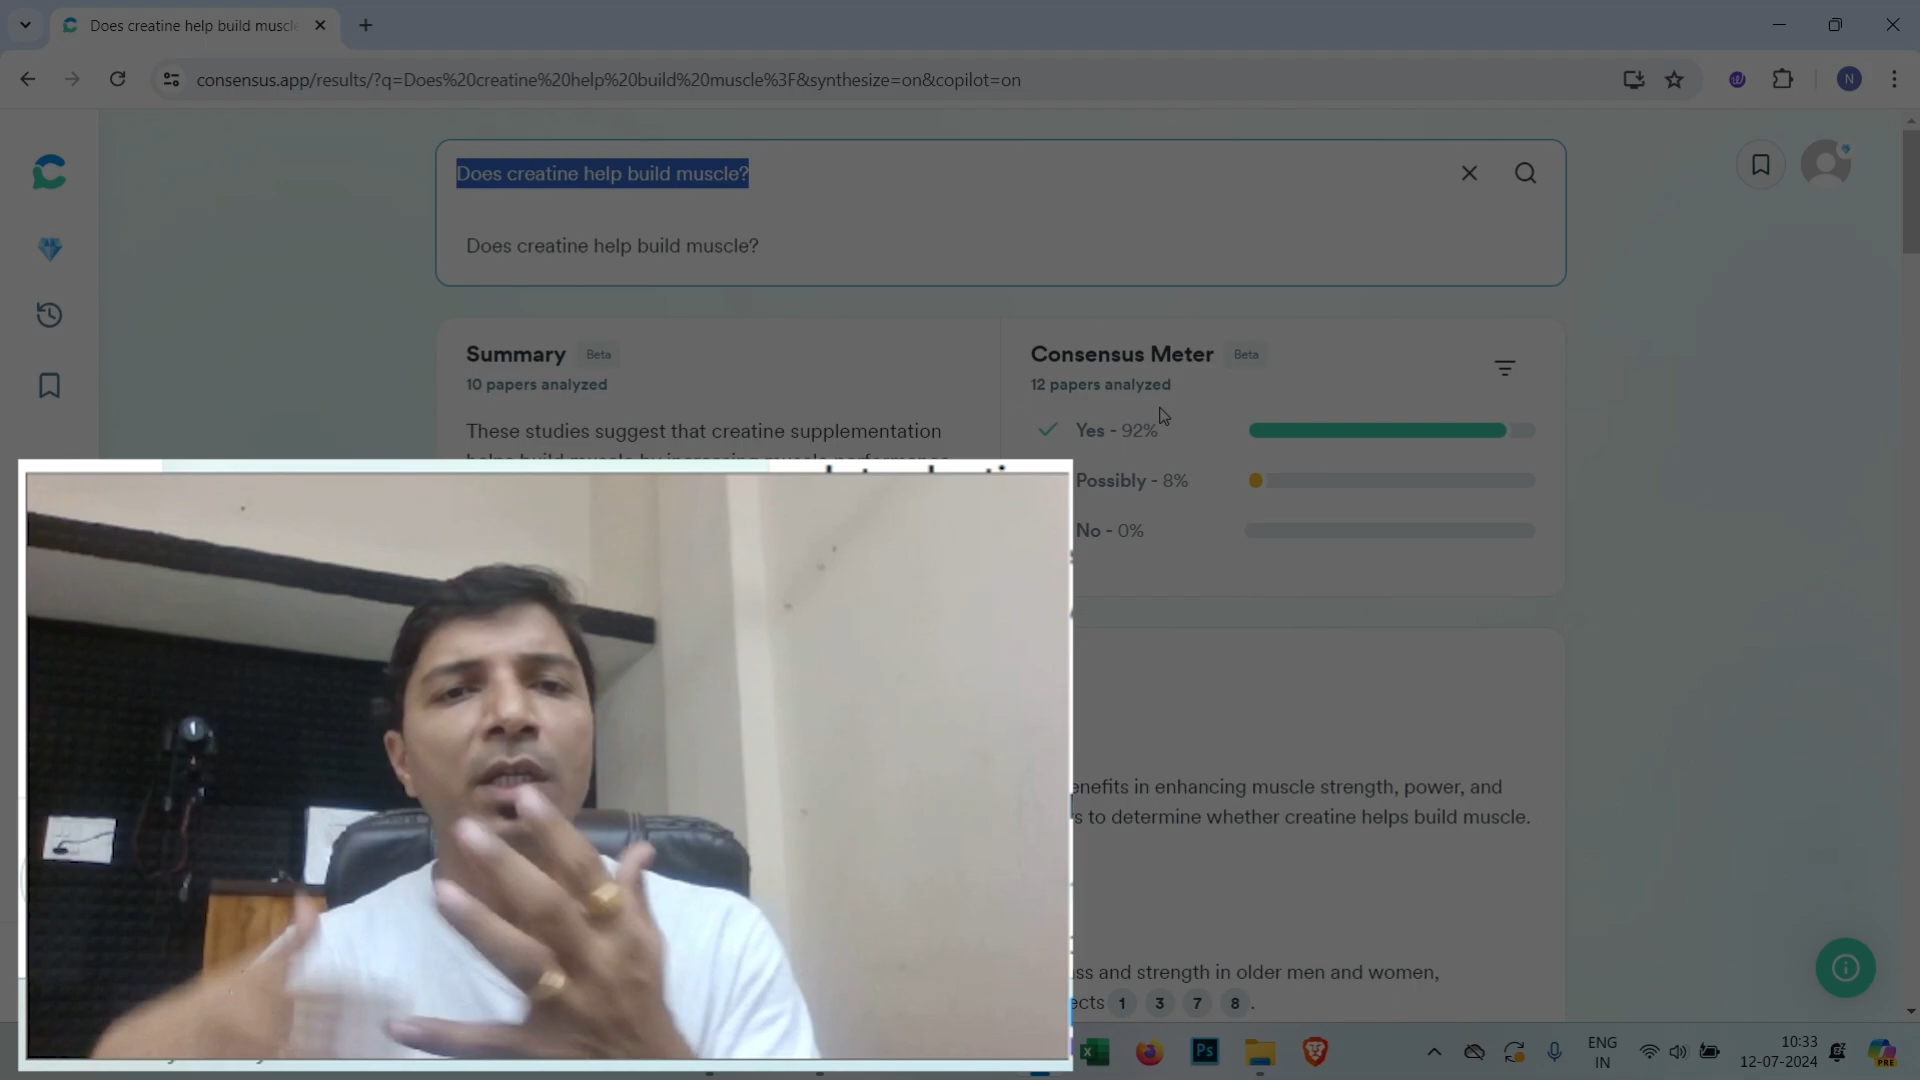 Does creatine help build muscle
consensus.app/results/?q=Does%20creatine%20help%20build%20muscle%3F&synthesize=on&copilot=on
N
Does creatine help build muscle?
Does creatine help build muscle?
Summary Beta
10 papers analyzed
These studies suggest that creatine supplementation
Consensus Meter Beta
12 papers analyzed
Yes - 92%
Possibly - 8%
No - 0%
enefits in enhancing muscle strength, power, and
s to determine whether creatine helps build muscle.
ss and strength in older men and women,
ects 1 3 7 8.
Ps
ENG
IN
10:33
12-07-2024
PRE